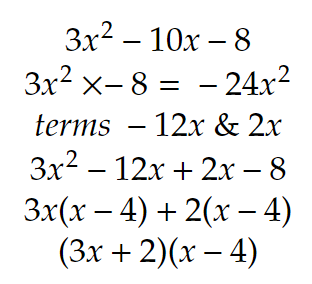 3x² − 10x − 8
3x² ×− 8 = − 24x²
terms − 12x & 2x
3x² − 12x + 2x − 8
3x(x − 4) + 2(x − 4)
(3x + 2)(x − 4)